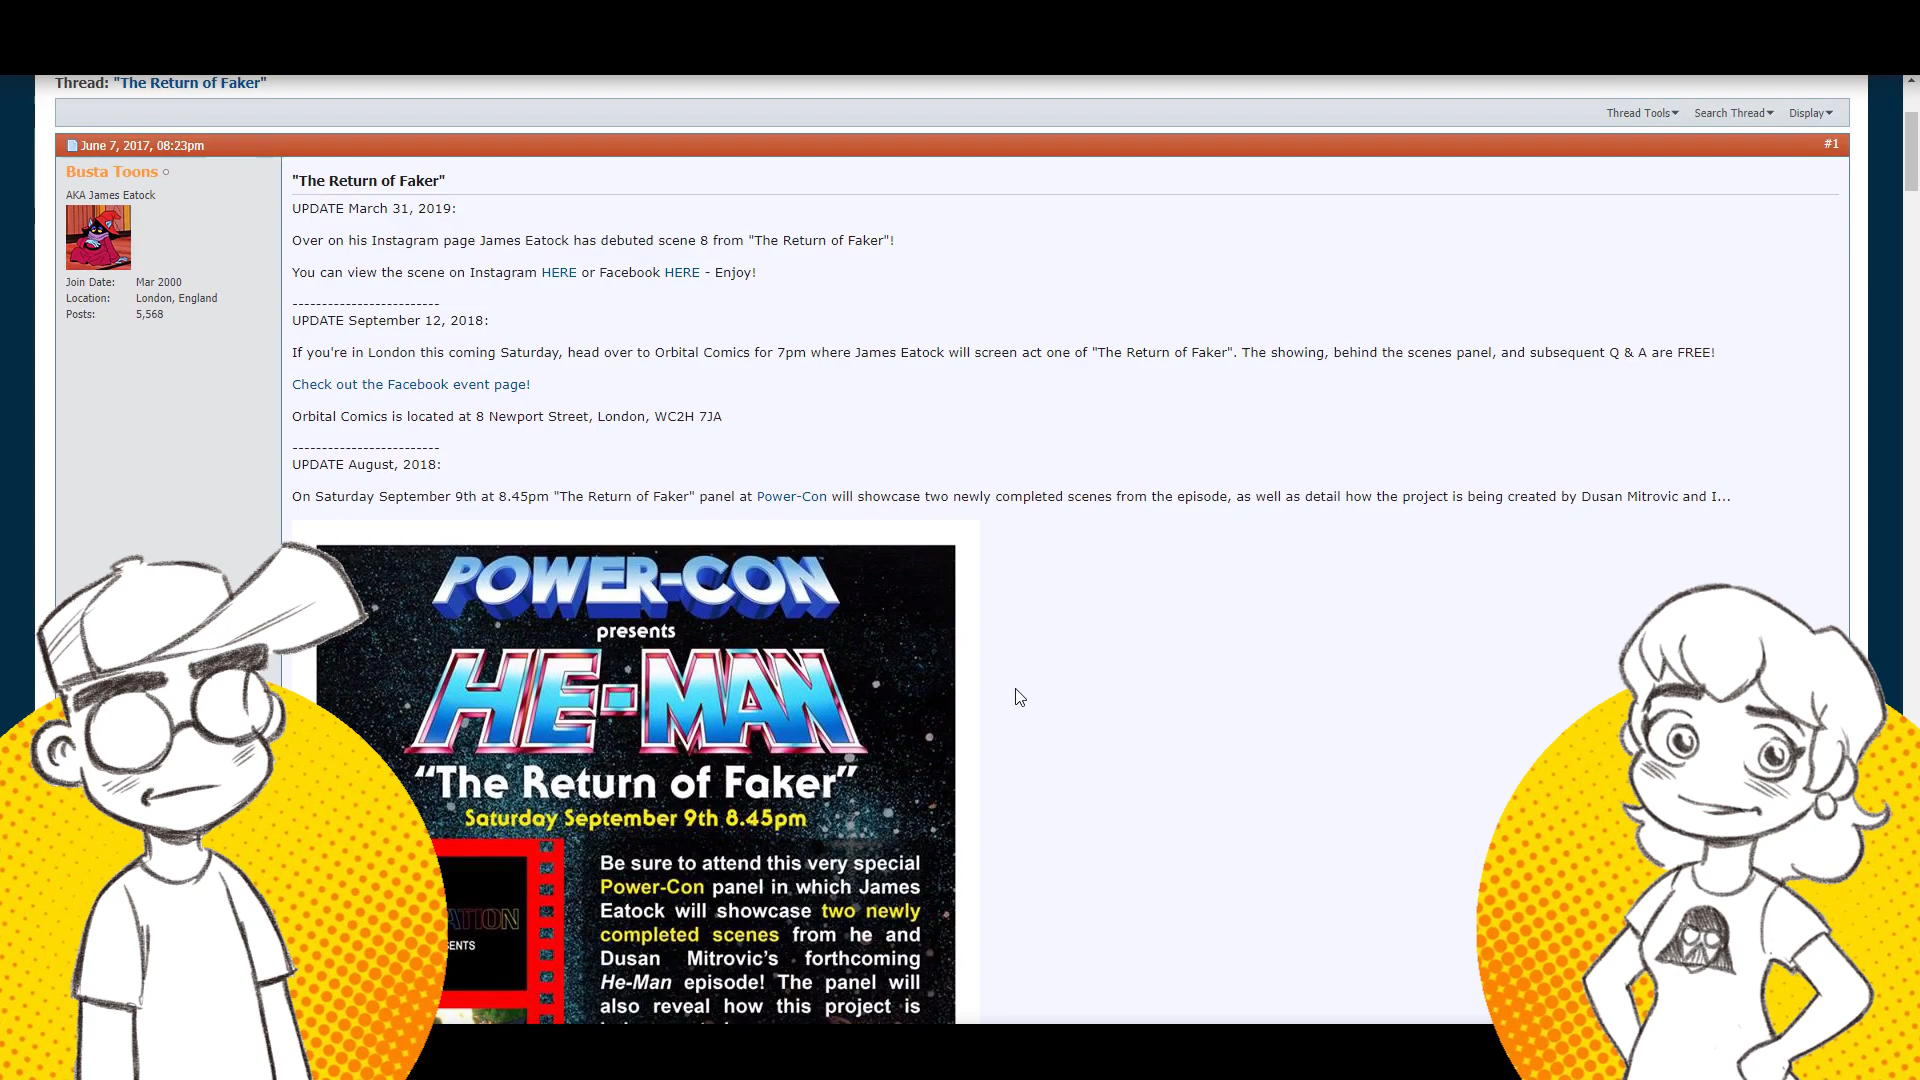 Thread: "The Return of Faker"
Thread Tools Search Thread Display
June 7, 2017, 08:23pm #1
Busta Toons
AKA James Eatock
Join Date: Mar 2000
Location: London, England
Posts: 5,568
"The Return of Faker"
UPDATE March 31, 2019:
Over on his Instagram page James Eatock has debuted scene 8 from "The Return of Faker"!
You can view the scene on Instagram HERE or Facebook HERE - Enjoy!
-------------------------
UPDATE September 12, 2018:
If you're in London this coming Saturday, head over to Orbital Comics for 7pm where James Eatock will screen act one of "The Return of Faker". The showing, behind the scenes panel, and subsequent Q & A are FREE!
Check out the Facebook event page!
Orbital Comics is located at 8 Newport Street, London, WC2H 7JA
-------------------------
UPDATE August, 2018:
On Saturday September 9th at 8.45pm "The Return of Faker" panel at Power-Con will showcase two newly completed scenes from the episode, as well as detail how the project is being created by Dusan Mitrovic and I...
POWER-CON
presents
HE-MAN
"The Return of Faker"
Saturday September 9th 8.45pm
Be sure to attend this very special
Power-Con panel in which James
Eatock will showcase two newly
completed scenes from he and
Dusan Mitrovic's forthcoming
He-Man episode! The panel will
also reveal how this project is